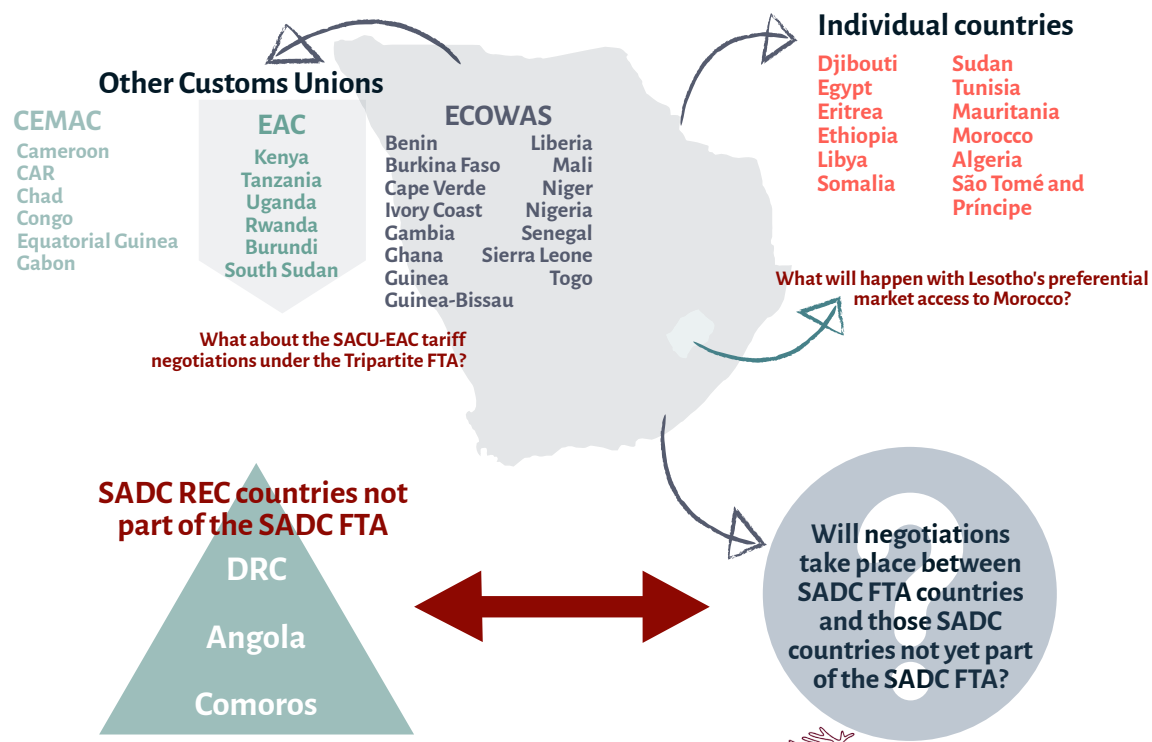 Individual countries
Djibouti
Egypt
Eritrea
Ethiopia
Libya
Somalia
Sudan
Tunisia
Mauritania
Morocco
Algeria
São Tomé and
Príncipe
Other Customs Unions
CEMAC
Cameroon
CAR
Chad
Congo
Equatorial Guinea
Gabon
EAC
Kenya
Tanzania
Uganda
Rwanda
Burundi
South Sudan
ECOWAS
Benin
Burkina Faso
Cape Verde
Ivory Coast
Gambia
Ghana
Guinea
Guinea-Bissau
Liberia
Mali
Niger
Nigeria
Senegal
Sierra Leone
Togo
What will happen with Lesotho's preferential
market access to Morocco?
What about the SACU-EAC tariff
negotiations under the Tripartite FTA?
SADC REC countries not
part of the SADC FTA
DRC
Angola
Comoros
Will negotiations
take place between
SADC FTA countries
and those SADC
countries not yet part
of the SADC FTA?